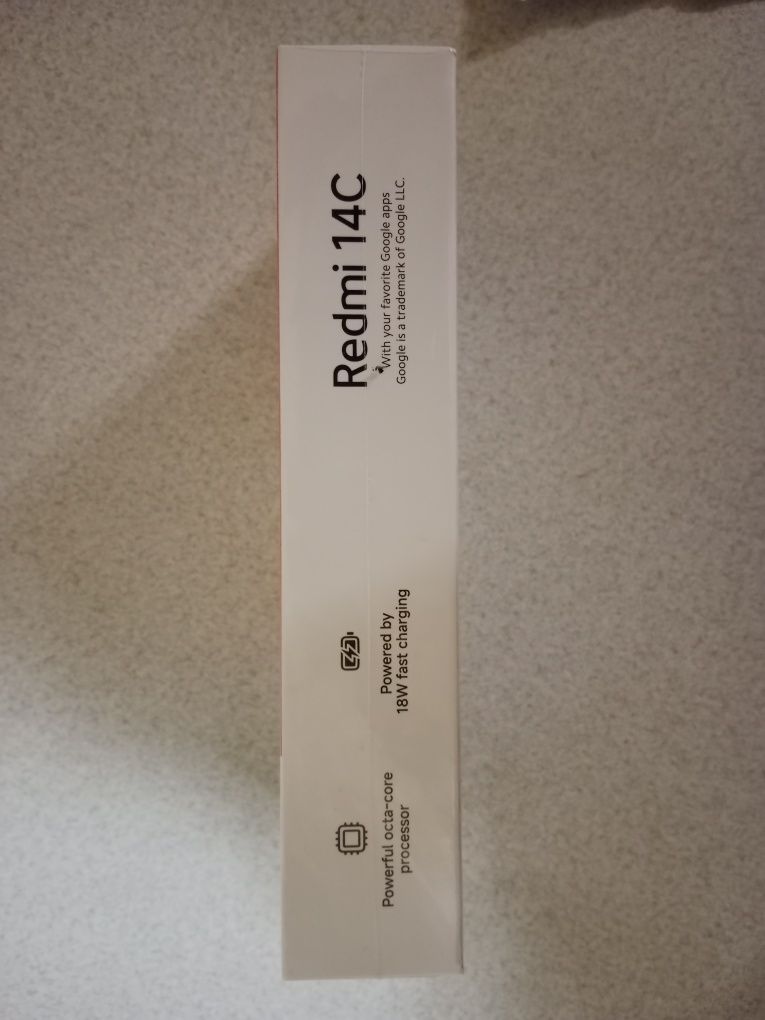 Redmi 14C
With your favorite Google apps
Google is a trademark of Google LLC.
Powered by
18W fast charging
Powerful octa-core
processor